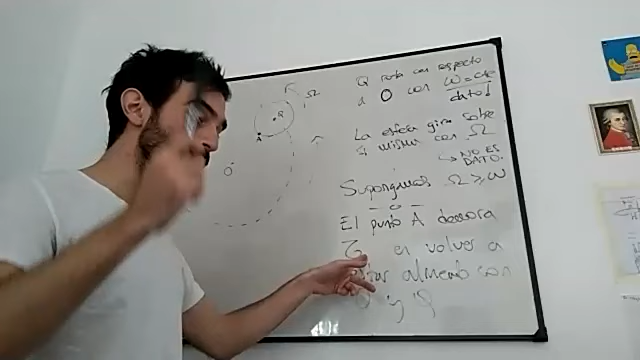 Q rota con respecto
a O con ω = cte
dato!
La esfera gira sobre
sí misma con Ω
↳ NO ES
DATO.
Supongamos Ω ≥ ω
El punto A demora
en volver a
estar alineado con
O y Q
Ω
Q
A
O